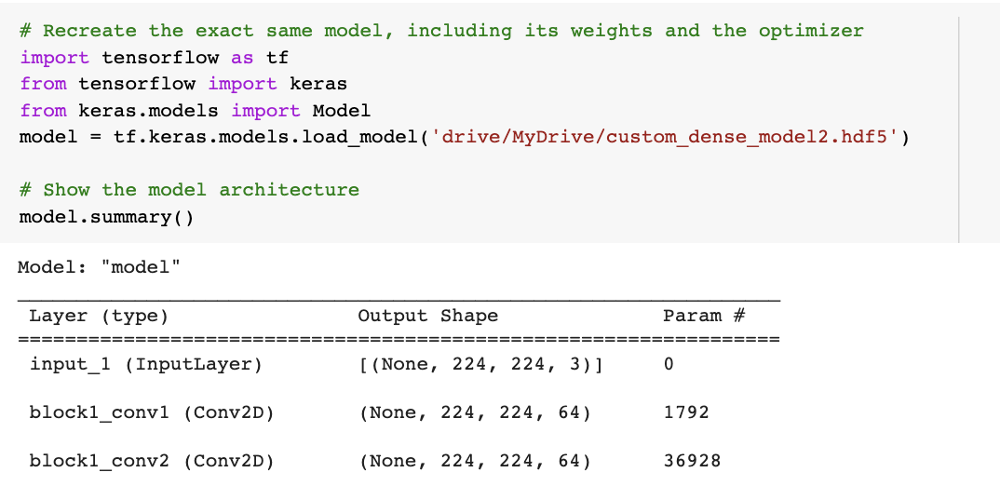 # Recreate the exact same model, including its weights and the optimizer
import tensorflow as tf
from tensorflow import keras
from keras.models import Model
model = tf.keras.models.load_model('drive/MyDrive/custom_dense_model2.hdf5')
# Show the model architecture
model.summary()
Model: "model"
Layer (type) Output Shape Param #
=================================================================
input_1 (InputLayer) [(None, 224, 224, 3)] 0
block1_conv1 (Conv2D) (None, 224, 224, 64) 1792
block1_conv2 (Conv2D) (None, 224, 224, 64) 36928